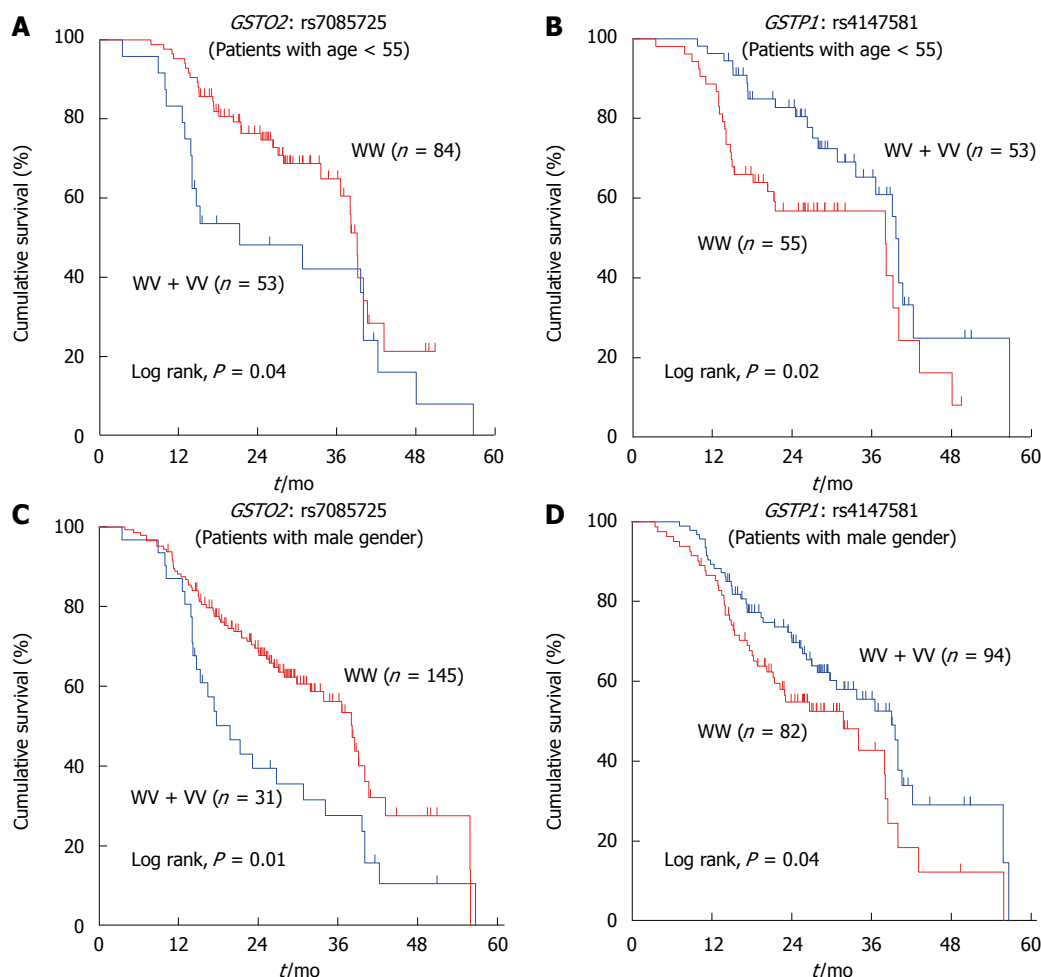 A
GSTO2: rs7085725
(Patients with age < 55)
100
80
60
40
20
0
Cumulative survival (%)
WW (n = 84)
WV + VV (n = 53)
Log rank, P = 0.04
0 12 24 36 48 60
t/mo
B
GSTP1: rs4147581
(Patients with age < 55)
100
80
60
40
20
0
Cumulative survival (%)
WV + VV (n = 53)
WW (n = 55)
Log rank, P = 0.02
0 12 24 36 48 60
t/mo
C
GSTO2: rs7085725
(Patients with male gender)
100
80
60
40
20
0
Cumulative survival (%)
WW (n = 145)
WV + VV (n = 31)
Log rank, P = 0.01
0 12 24 36 48 60
t/mo
D
GSTP1: rs4147581
(Patients with male gender)
100
80
60
40
20
0
Cumulative survival (%)
WV + VV (n = 94)
WW (n = 82)
Log rank, P = 0.04
0 12 24 36 48 60
t/mo